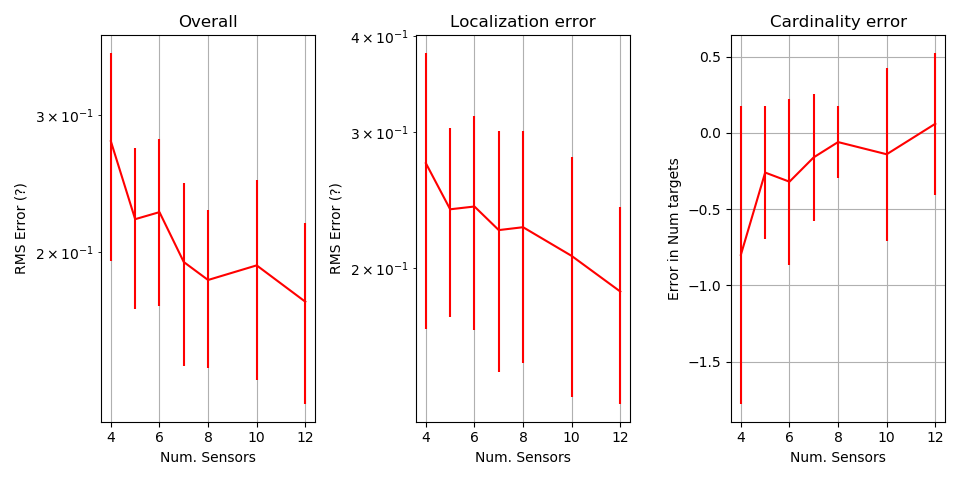 Overall
RMS Error (?)
3 × 10⁻¹
2 × 10⁻¹
4 6 8 10 12
Num. Sensors
Localization error
RMS Error (?)
4 × 10⁻¹
3 × 10⁻¹
2 × 10⁻¹
4 6 8 10 12
Num. Sensors
Cardinality error
Error in Num targets
0.5
0.0
−0.5
−1.0
−1.5
4 6 8 10 12
Num. Sensors